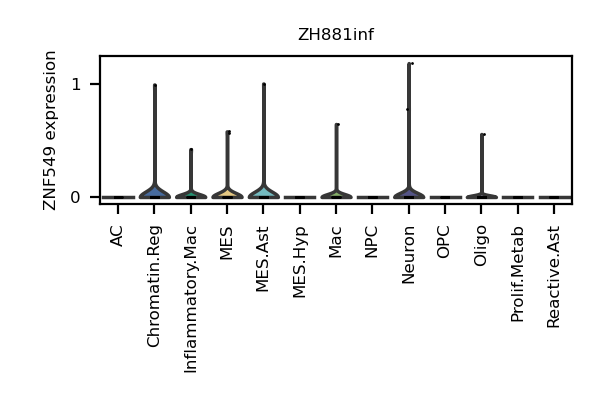 ZH881inf
ZNF549 expression
1
0
AC
Chromatin.Reg
Inflammatory.Mac
MES
MES.Ast
MES.Hyp
Mac
NPC
Neuron
OPC
Oligo
Prolif.Metab
Reactive.Ast